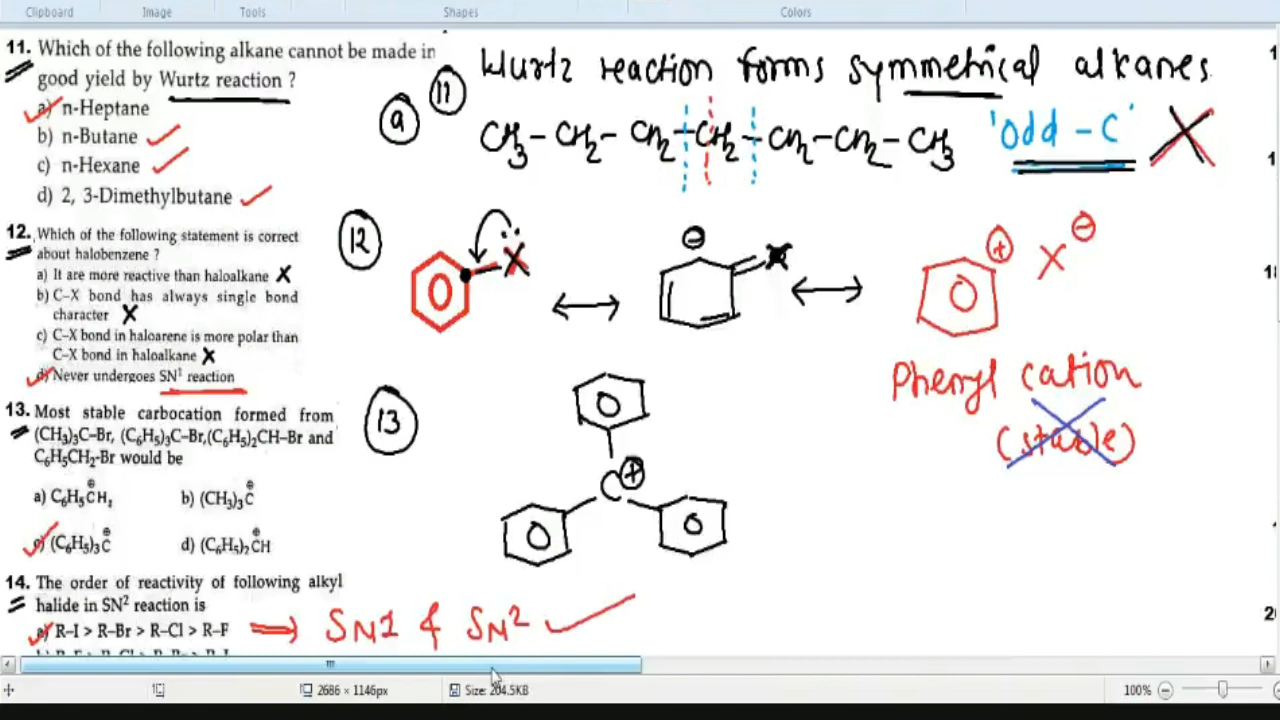 Clipboard Image Tools Shapes Colors
11. Which of the following alkane cannot be made in
good yield by Wurtz reaction ?
a) n-Heptane
b) n-Butane
c) n-Hexane
d) 2, 3-Dimethylbutane
12. Which of the following statement is correct
about halobenzene ?
a) It are more reactive than haloalkane X
b) C–X bond has always single bond
character X
c) C–X bond in haloarene is more polar than
C–X bond in haloalkane X
d) Never undergoes SN¹ reaction
13. Most stable carbocation formed from
(CH₃)₃C–Br, (C₆H₅)₃C–Br,(C₆H₅)₂CH–Br and
C₆H₅CH₂-Br would be
a) C₆H₅C⊕H₂ b) (CH₃)₃C⊕
c) (C₆H₅)₃C⊕ d) (C₆H₅)₂C⊕H
14. The order of reactivity of following alkyl
halide in SN² reaction is
a) R–I > R–Br > R–Cl > R–F
11 Wurtz reaction forms symmetrical alkanes
a CH₃ – CH₂ – CH₂ – CH₂ – CH₂ – CH₂ – CH₃ 'Odd – C' X
12 X ⊖ X ⊕ X ⊖
Phenyl cation
(stable)
13
C ⊕
⇒ SN1 & SN2
2686 × 1146px Size: 204.5KB 100%